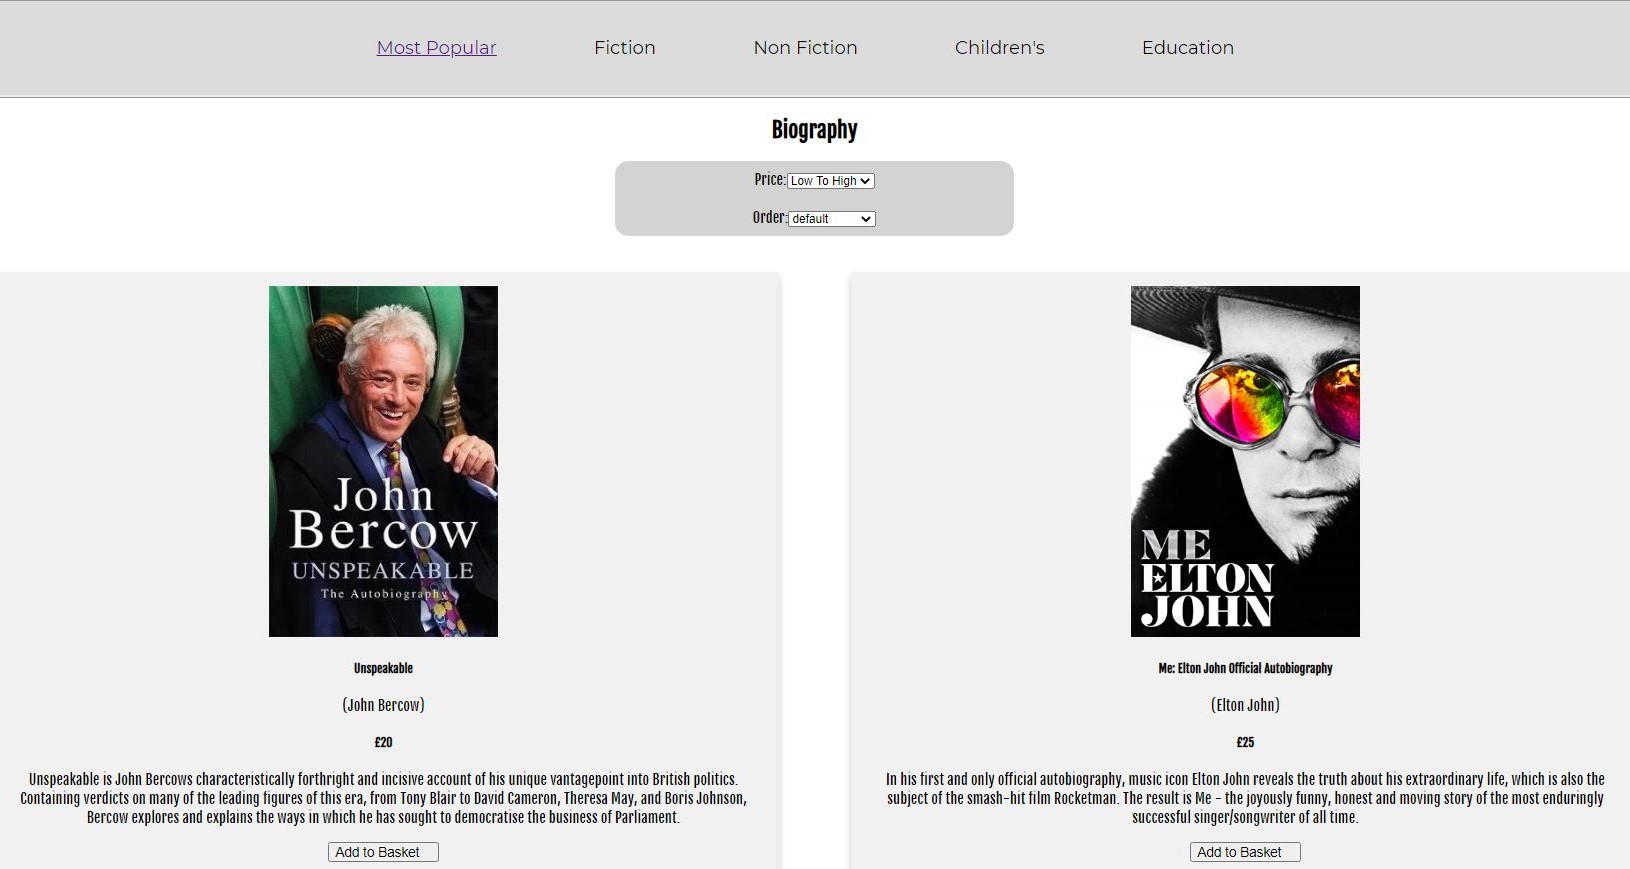 Most Popular Fiction Non Fiction Children's Education
Biography
Price: Low To High
Order: default
John
Bercow
UNSPEAKABLE
The Autobiography
Unspeakable
(John Bercow)
£20
Unspeakable is John Bercows characteristically forthright and incisive account of his unique vantagepoint into British politics.
Containing verdicts on many of the leading figures of this era, from Tony Blair to David Cameron, Theresa May, and Boris Johnson,
Bercow explores and explains the ways in which he has sought to democratise the business of Parliament.
Add to Basket
ME
ELTON
JOHN
Me: Elton John Official Autobiography
(Elton John)
£25
In his first and only official autobiography, music icon Elton John reveals the truth about his extraordinary life, which is also the
subject of the smash-hit film Rocketman. The result is Me - the joyously funny, honest and moving story of the most enduringly
successful singer/songwriter of all time.
Add to Basket